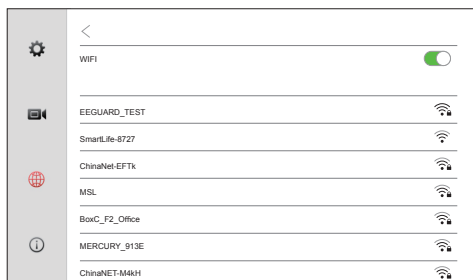 WIFI
EEGUARD_TEST
SmartLife-8727
ChinaNet-EFTk
MSL
BoxC_F2_Office
MERCURY_913E
ChinaNET-M4kH